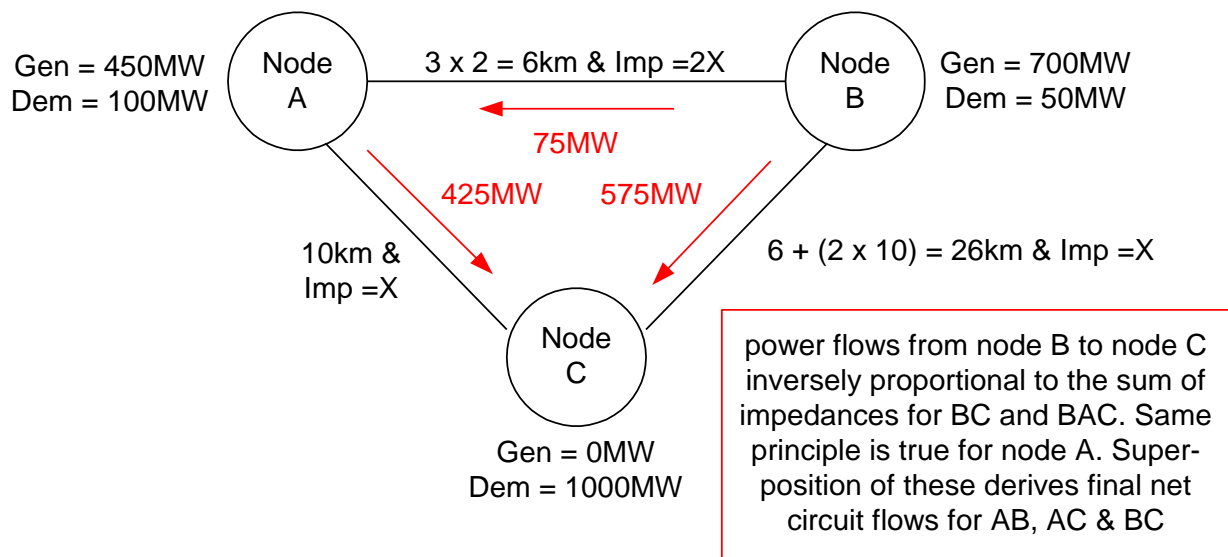 Gen = 450MW
Dem = 100MW
Node
A
3 x 2 = 6km & Imp =2X
Node
B
Gen = 700MW
Dem = 50MW
75MW
425MW
575MW
10km &
Imp =X
6 + (2 x 10) = 26km & Imp =X
Node
C
Gen = 0MW
Dem = 1000MW
power flows from node B to node C
inversely proportional to the sum of
impedances for BC and BAC. Same
principle is true for node A. Super-
position of these derives final net
circuit flows for AB, AC & BC